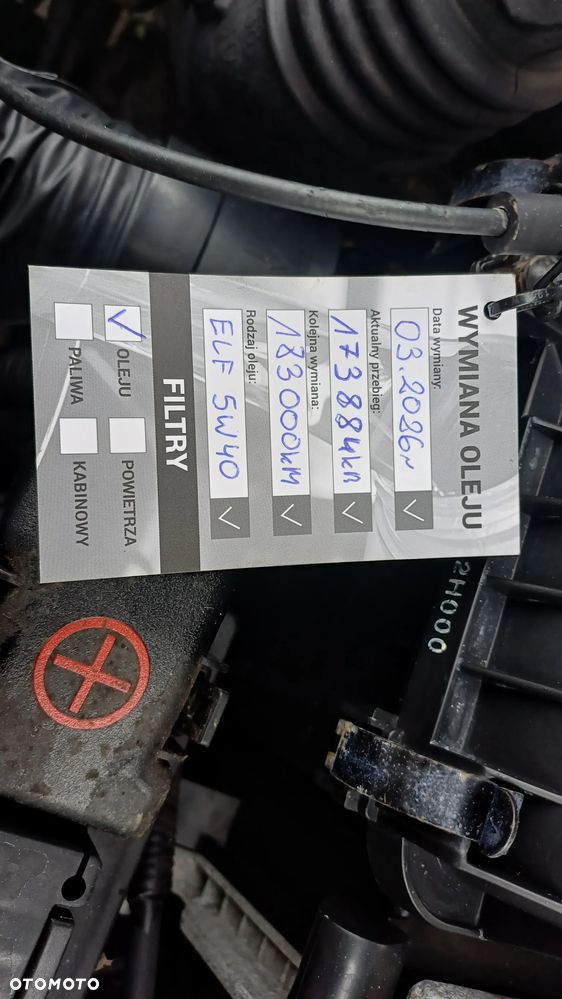 WYMIANA OLEJU
Data wymiany:
03.2026r
Aktualny przebieg:
173884km
Kolejna wymiana:
183000KM
Rodzaj oleju:
ELF 5W40
FILTRY
OLEJU
POWIETRZA
PALIWA
KABINOWY
2H000
OTOMOTO